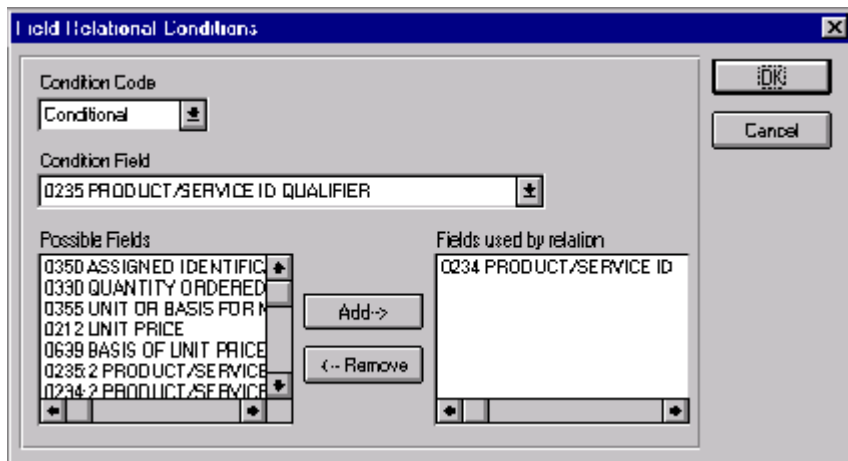 Field Relational Conditions
OK
Condition Code
Conditional
Cancel
Condition Field
0235 PRODUCT/SERVICE ID QUALIFIER
Possible Fields
0350 ASSIGNED IDENTIFIC
0330 QUANTITY ORDERED
0355 UNIT OR BASIS FOR M
0212 UNIT PRICE
0639 BASIS OF UNIT PRICE
0235:2 PRODUCT/SERVICE
0234:2 PRODUCT/SERVICE
Add-->
<-- Remove
Fields used by relation
0234 PRODUCT/SERVICE ID